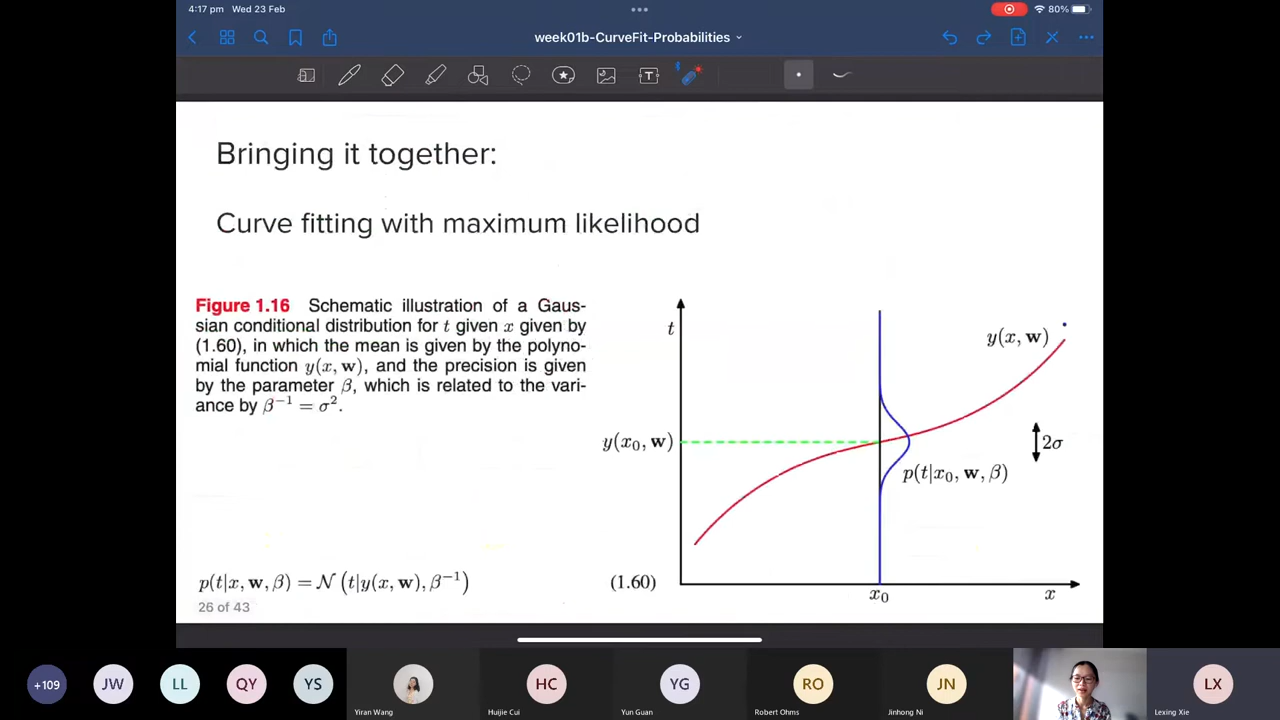 4:17 pm Wed 23 Feb
80%
week01b-CurveFit-Probabilities
T
Bringing it together:
Curve fitting with maximum likelihood
Figure 1.16 Schematic illustration of a Gaus-
sian conditional distribution for t given x given by
(1.60), in which the mean is given by the polyno-
mial function y(x, w), and the precision is given
by the parameter β, which is related to the vari-
ance by β⁻¹ = σ².
t
y(x, w)
y(x₀, w)
2σ
p(t|x₀, w, β)
x₀
x
p(t|x, w, β) = N (t|y(x, w), β⁻¹)
(1.60)
26 of 43
+109
JW
LL
QY
YS
Yiran Wang
HC
Huijie Cui
YG
Yun Guan
RO
Robert Ohms
JN
Jinhong Ni
LX
Lexing Xie